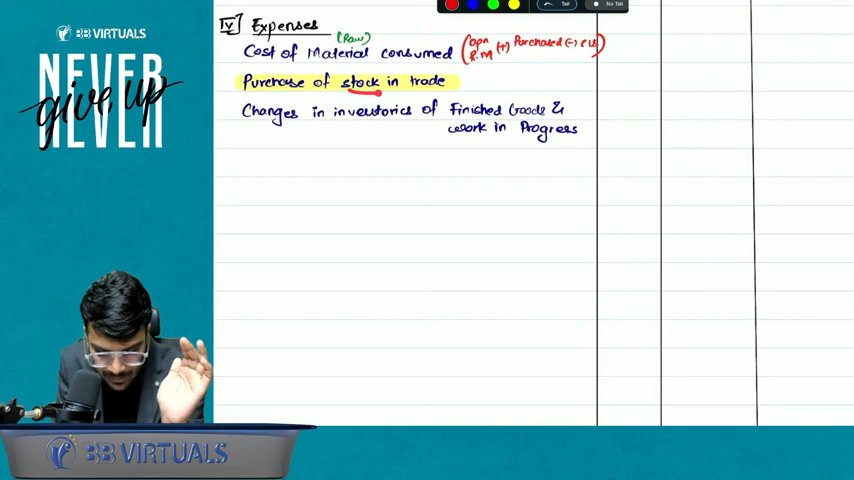 BB VIRTUALS
NEVER
give up
NEVER
IV] Expenses
(Raw)
Cost of Material consumed (opn R.M (+) Purchased (-) c/s)
Purchase of stock in trade
Changes in inventories of Finished Goods &
work in Progress
Tail
No Tail
BB VIRTUALS